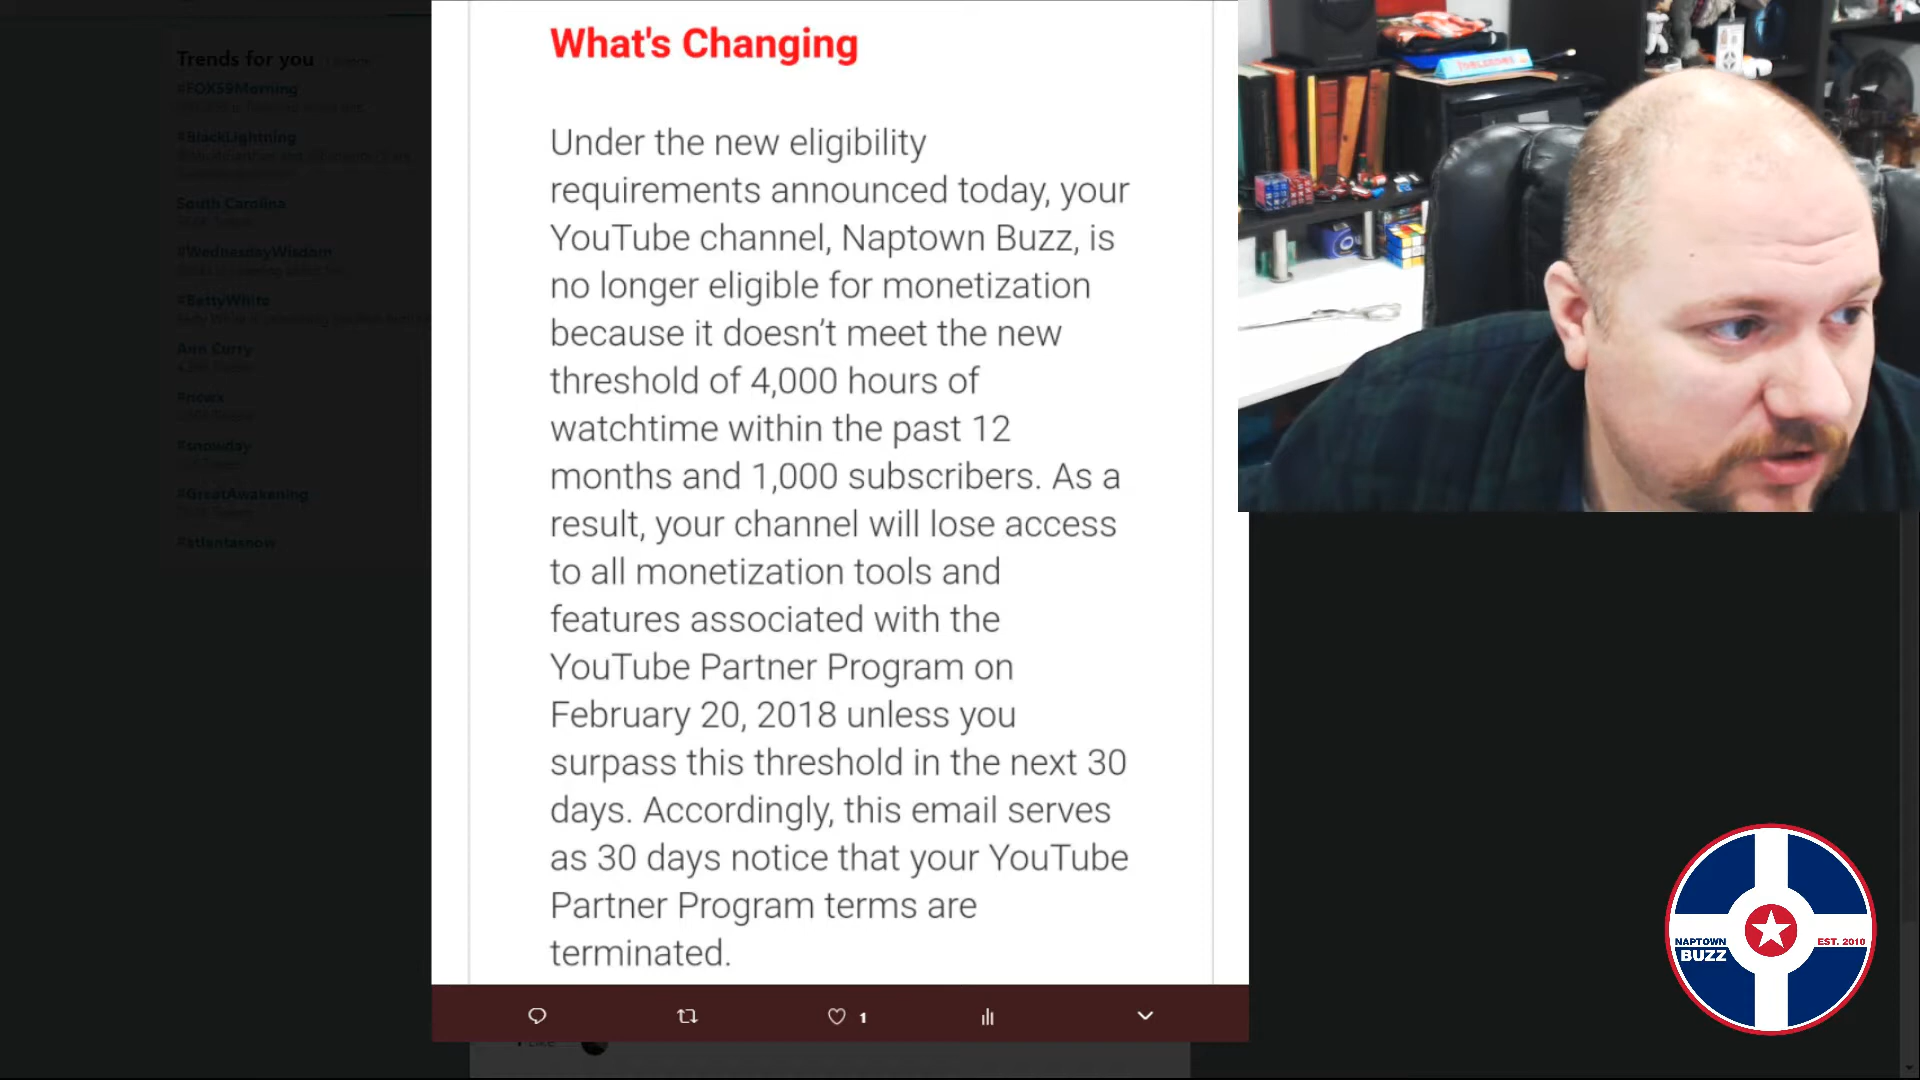 Trends for you
#FOX59Morning
#BlackLightning
South Carolina
#WednesdayWisdom
#BettyWhite
Ann Curry
#snowday
#GreatAwakening
#atlantasnow
What's Changing
Under the new eligibility
requirements announced today, your
YouTube channel, Naptown Buzz, is
no longer eligible for monetization
because it doesn’t meet the new
threshold of 4,000 hours of
watchtime within the past 12
months and 1,000 subscribers. As a
result, your channel will lose access
to all monetization tools and
features associated with the
YouTube Partner Program on
February 20, 2018 unless you
surpass this threshold in the next 30
days. Accordingly, this email serves
as 30 days notice that your YouTube
Partner Program terms are
terminated.
1
1 Like
NAPTOWN
BUZZ
EST. 2010